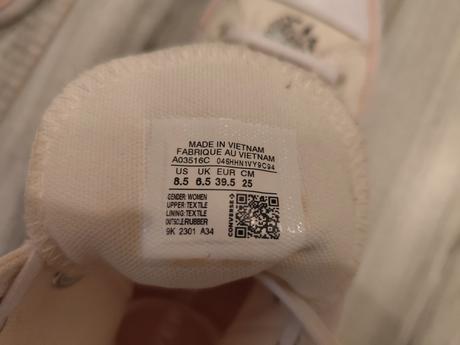 MADE IN VIETNAM
FABRIQUE AU VIETNAM
A03516C 046HHN1VY9C94
US UK EUR CM
8.5 6.5 39.5 25
GENDER: WOMEN
UPPER: TEXTILE
LINING: TEXTILE
OUTSOLE: RUBBER
9K 2301 A34
CONVERSE